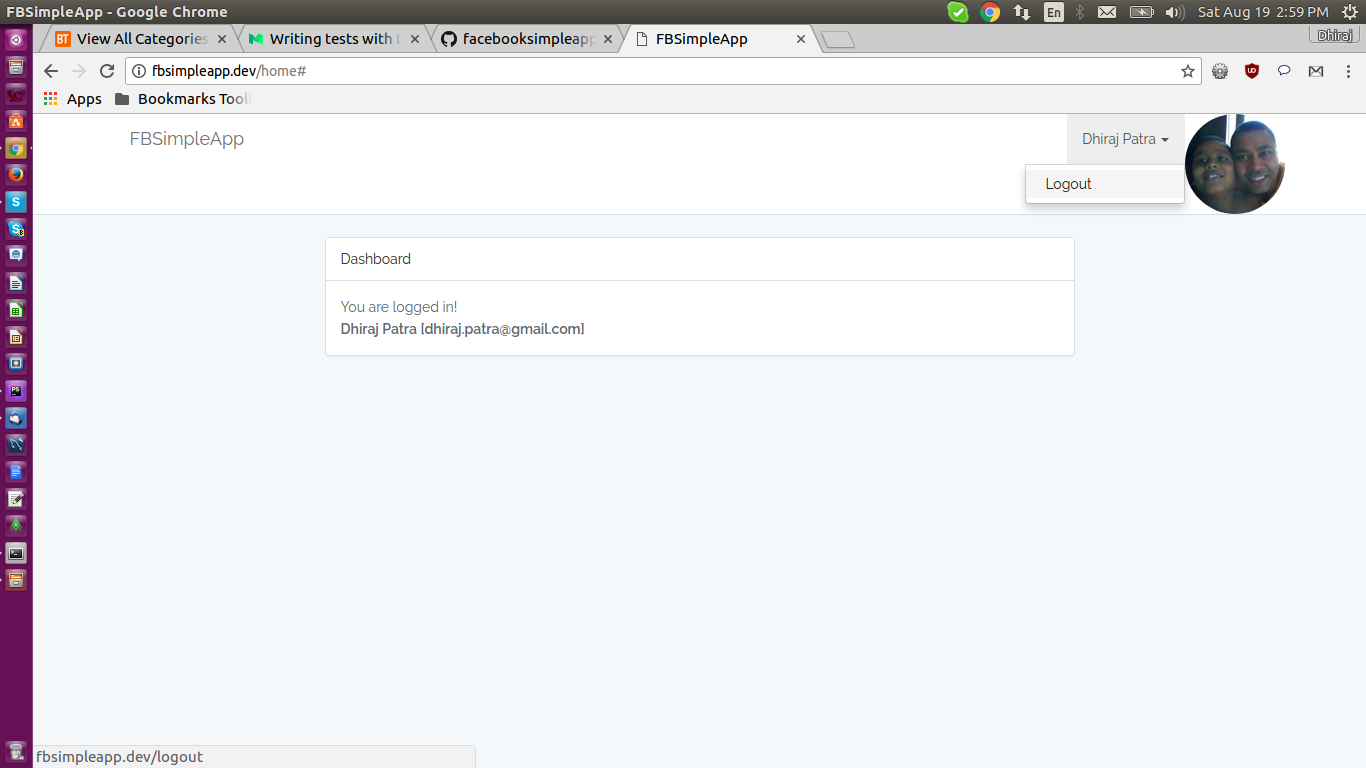 FBSimpleApp - Google Chrome
En
Sat Aug 19 2:59 PM
View All Categories
Writing tests with L
facebooksimpleapp
FBSimpleApp
Dhiraj
fbsimpleapp.dev/home#
Apps
Bookmarks Tool
FBSimpleApp
Dhiraj Patra
Logout
Dashboard
You are logged in!
Dhiraj Patra [dhiraj.patra@gmail.com]
fbsimpleapp.dev/logout